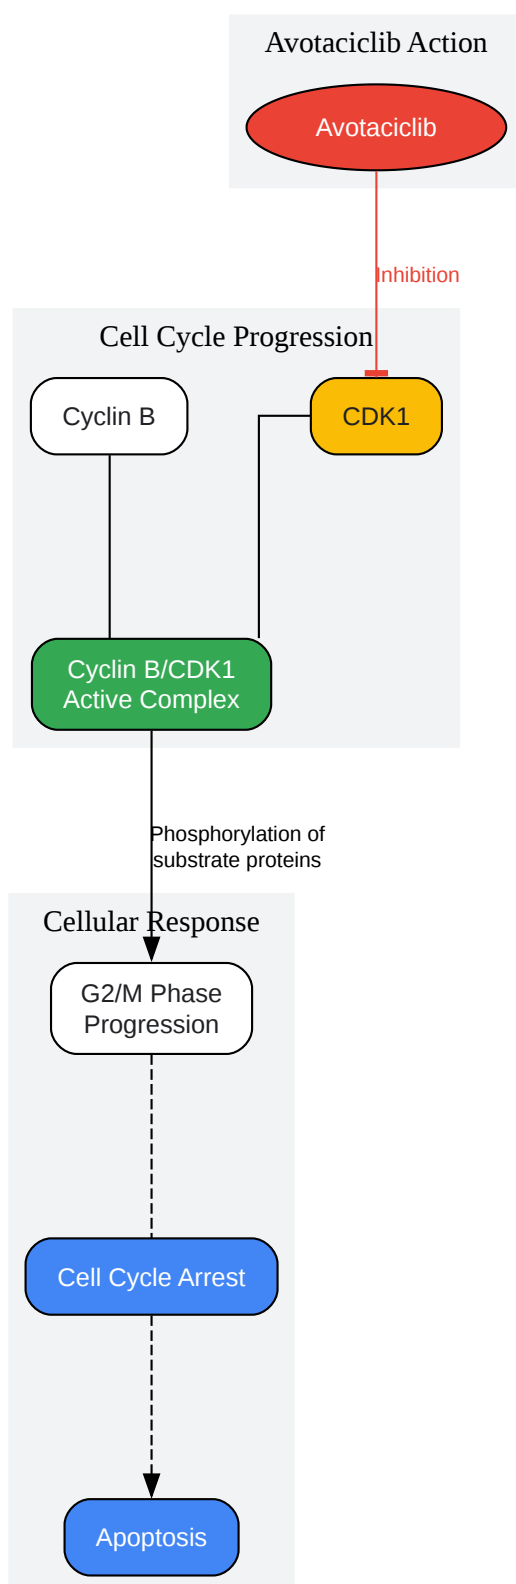 Avotaciclib Action
Avotaciclib
Inhibition
Cell Cycle Progression
Cyclin B
CDK1
Cyclin B/CDK1
Active Complex
Phosphorylation of
substrate proteins
Cellular Response
G2/M Phase
Progression
Cell Cycle Arrest
Apoptosis